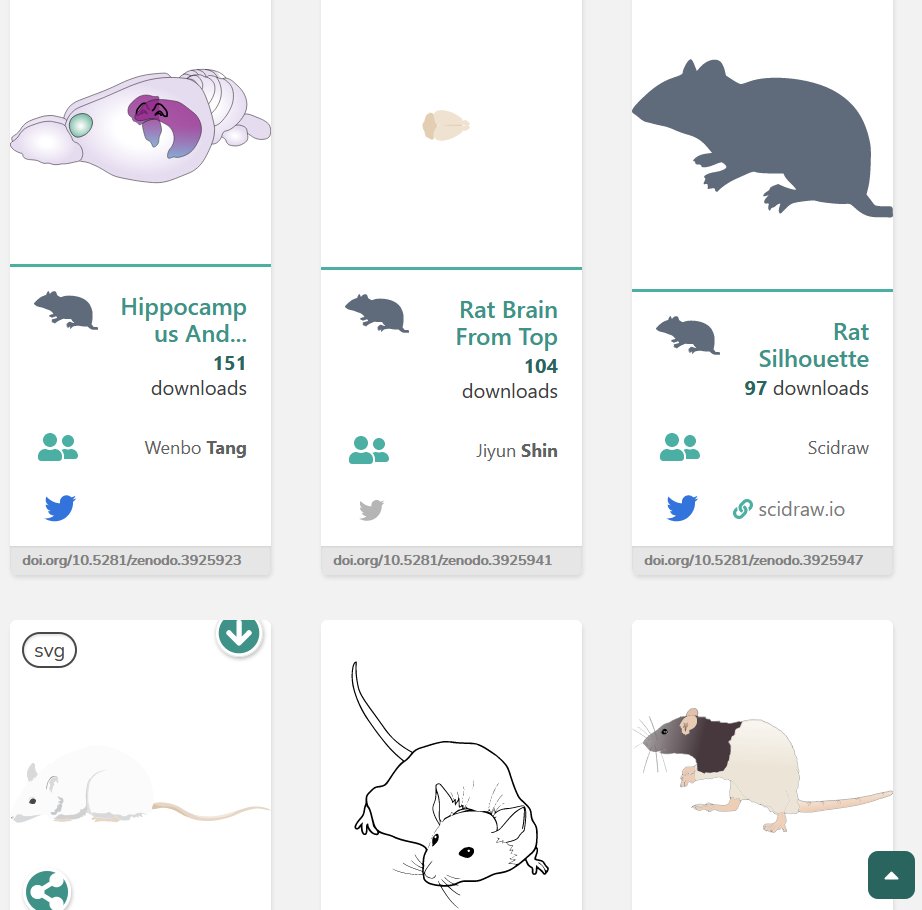 Hippocamp
us And...
151
downloads
Wenbo Tang
doi.org/10.5281/zenodo.3925923
Rat Brain
From Top
104
downloads
Jiyun Shin
doi.org/10.5281/zenodo.3925941
Rat
Silhouette
97 downloads
Scidraw
scidraw.io
doi.org/10.5281/zenodo.3925947
svg